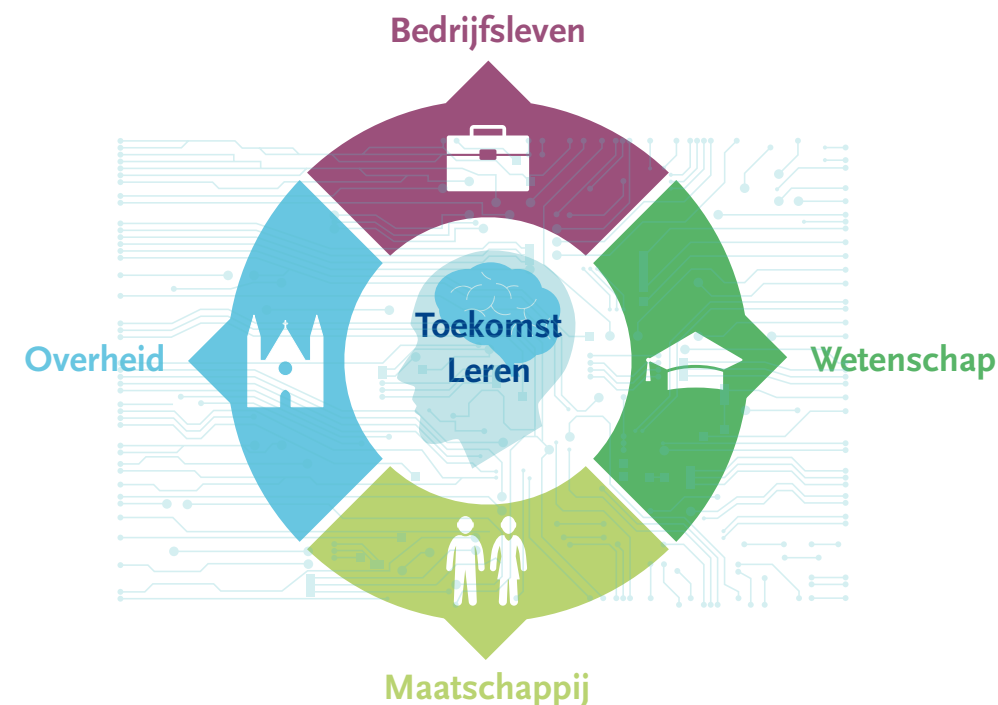 Bedrijfsleven
Overheid
Toekomst
Leren
Wetenschap
Maatschappij